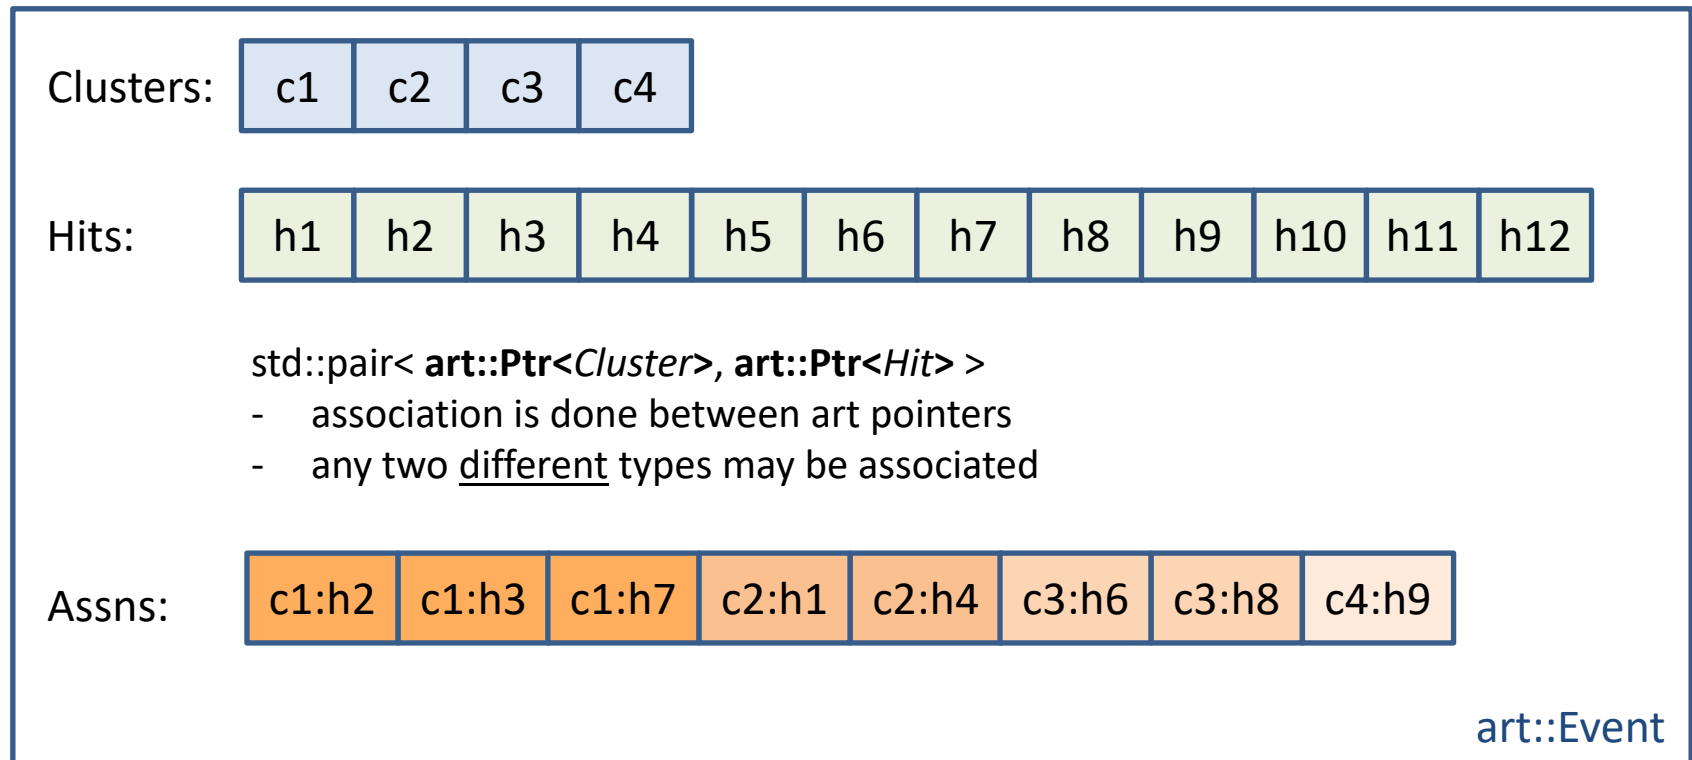 Clusters: c1 c2 c3 c4
Hits: h1 h2 h3 h4 h5 h6 h7 h8 h9 h10 h11 h12
std::pair< art::Ptr<Cluster>, art::Ptr<Hit> >
- association is done between art pointers
- any two different types may be associated
Assns: c1:h2 c1:h3 c1:h7 c2:h1 c2:h4 c3:h6 c3:h8 c4:h9
art::Event